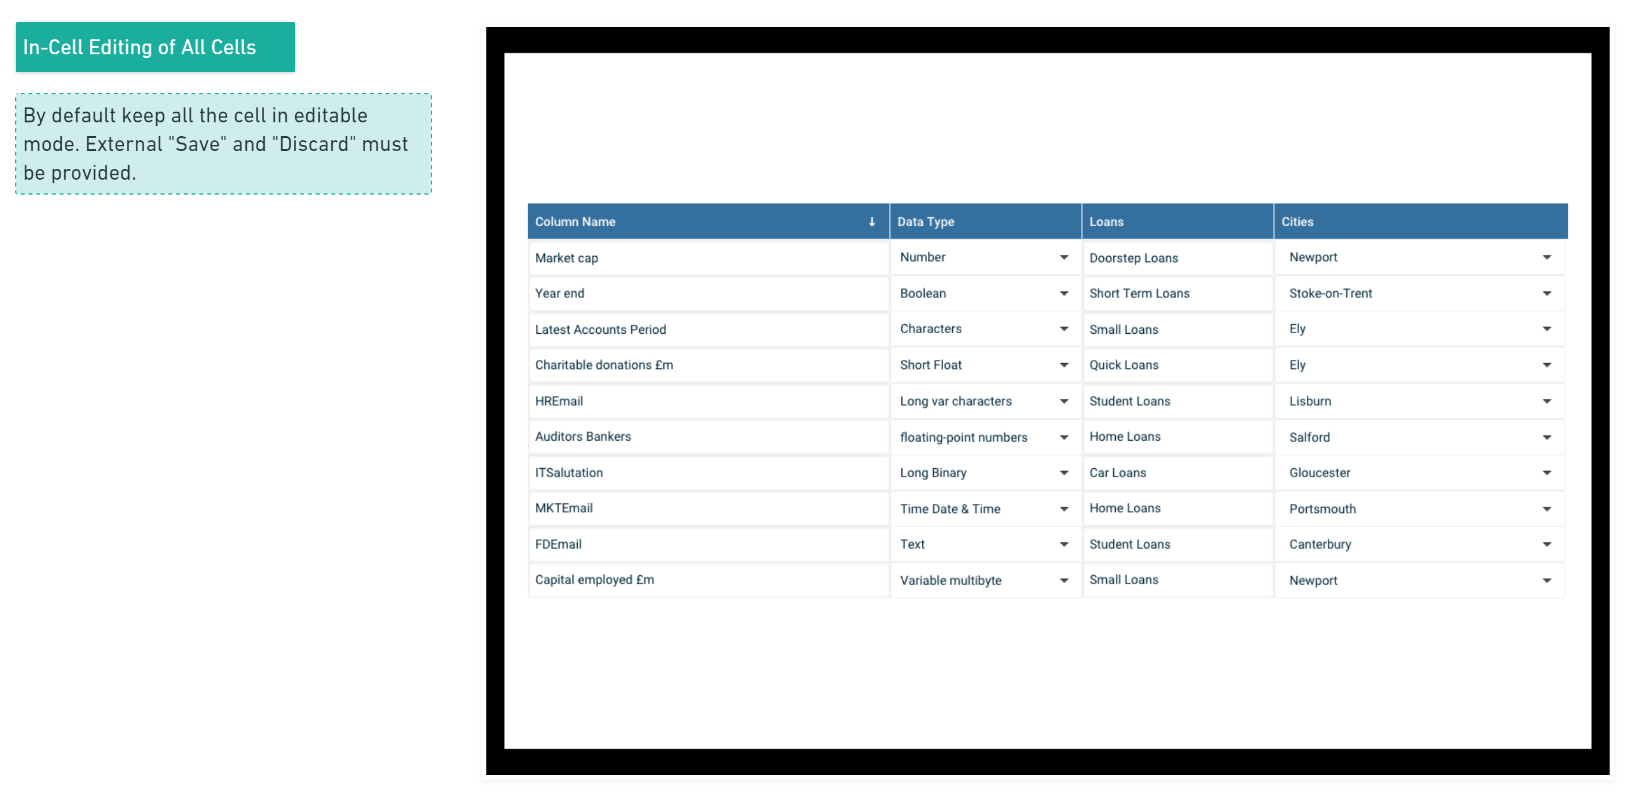 In-Cell Editing of All Cells
By default keep all the cell in editable
mode. External "Save" and "Discard" must
be provided.
Column Name ↓ Data Type Loans Cities
Market cap Number Doorstep Loans Newport
Year end Boolean Short Term Loans Stoke-on-Trent
Latest Accounts Period Characters Small Loans Ely
Charitable donations £m Short Float Quick Loans Ely
HREmail Long var characters Student Loans Lisburn
Auditors Bankers floating-point numbers Home Loans Salford
ITSalutation Long Binary Car Loans Gloucester
MKTEmail Time Date & Time Home Loans Portsmouth
FDEmail Text Student Loans Canterbury
Capital employed £m Variable multibyte Small Loans Newport